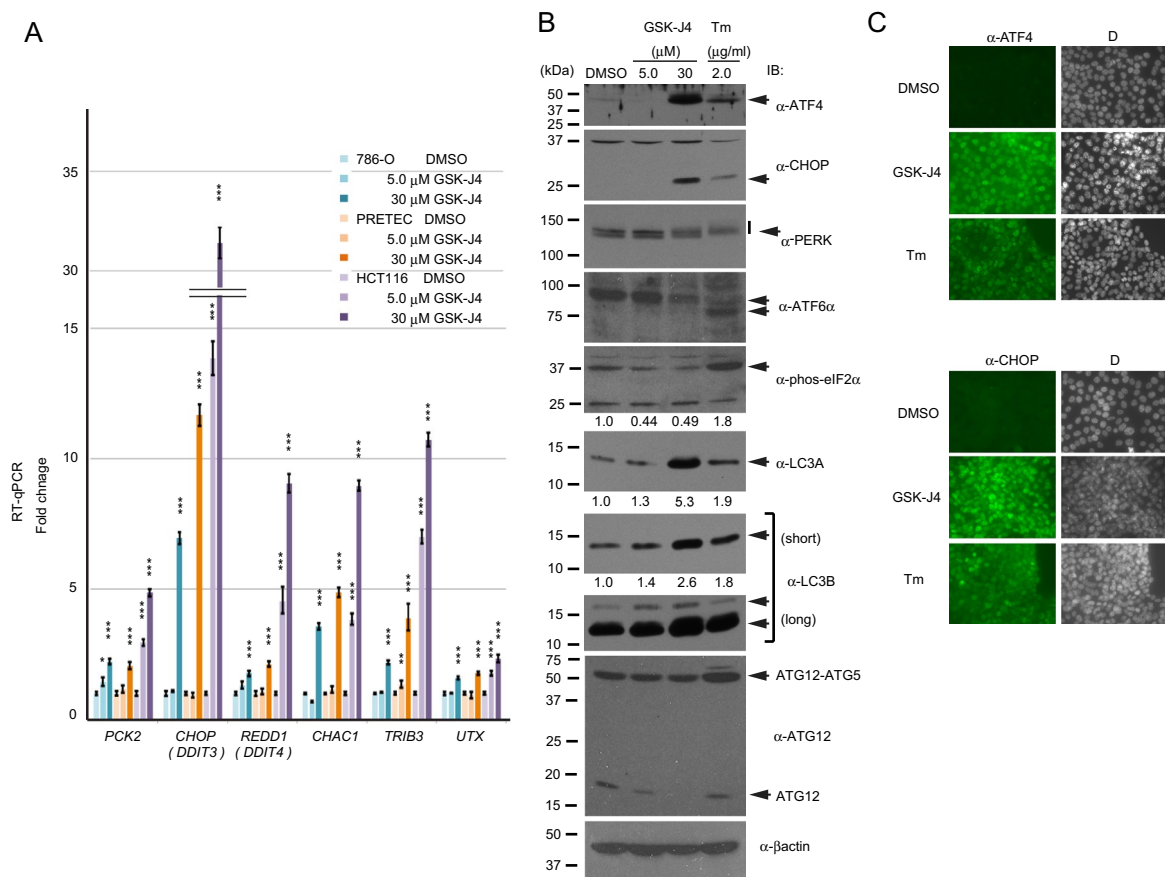 A
RT-qPCR
Fold chnage
35
30
15
10
5
0
786-O DMSO
5.0 μM GSK-J4
30 μM GSK-J4
PRETEC DMSO
5.0 μM GSK-J4
30 μM GSK-J4
HCT116 DMSO
5.0 μM GSK-J4
30 μM GSK-J4
* *** *** *** ***
*** *** *** ***
*** *** *** ***
*** *** *** ***
*** ** *** *** ***
*** *** *** ***
PCK2 CHOP REDD1 CHAC1 TRIB3 UTX
( DDIT3 ) ( DDIT4 )
B
GSK-J4 Tm
(μM) (μg/ml)
(kDa) DMSO 5.0 30 2.0 IB:
50
37
25
α-ATF4
37
25
α-CHOP
150
100
α-PERK
100
75
α-ATF6α
37
25
α-phos-eIF2α
1.0 0.44 0.49 1.8
15
10
α-LC3A
1.0 1.3 5.3 1.9
15
10
(short)
1.0 1.4 2.6 1.8
α-LC3B
15
10
(long)
75
50
37
25
20
15
ATG12-ATG5
α-ATG12
ATG12
50
37
α-βactin
C
α-ATF4 D
DMSO
GSK-J4
Tm
α-CHOP D
DMSO
GSK-J4
Tm